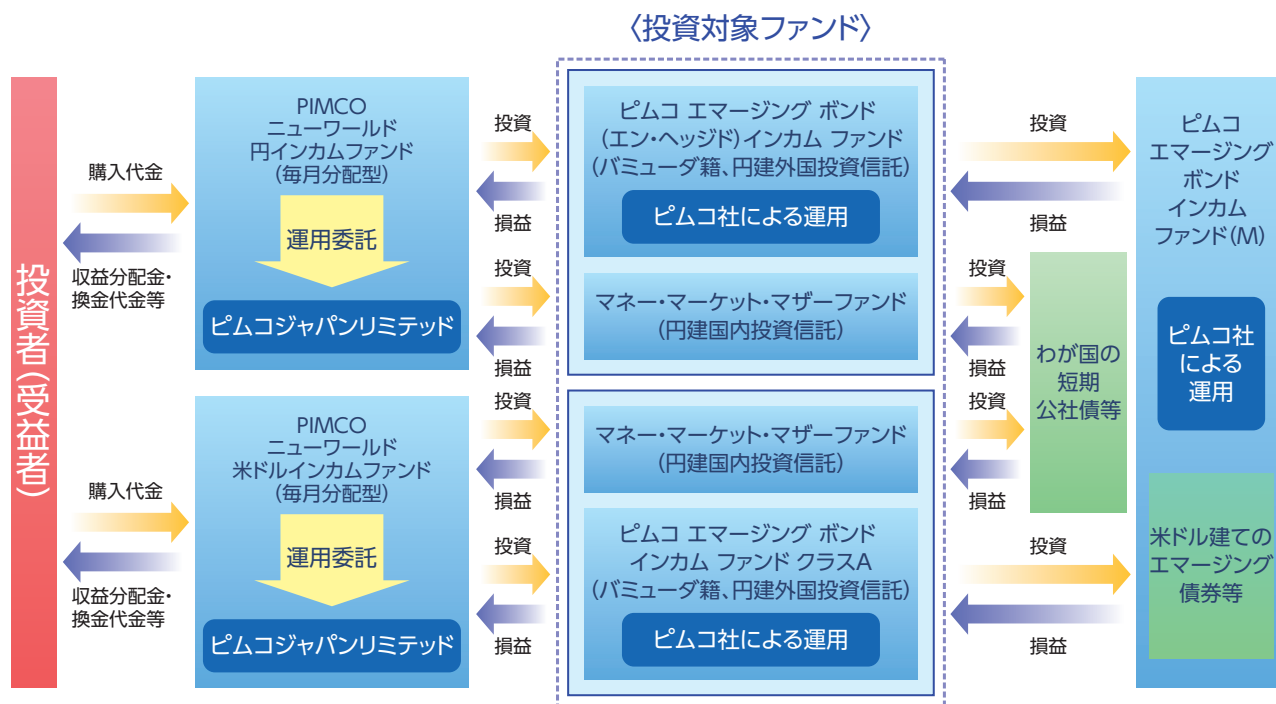 〈投資対象ファンド〉
投資者(受益者)
購入代金
収益分配金・
換金代金等
PIMCO
ニューワールド
円インカムファンド
(毎月分配型)
運用委託
ピムコジャパンリミテッド
投資
損益
投資
損益
ピムコ エマージング ボンド
(エン・ヘッジド)インカム ファンド
(バミューダ籍、円建外国投資信託)
ピムコ社による運用
マネー・マーケット・マザーファンド
(円建国内投資信託)
投資
損益
投資
損益
購入代金
収益分配金・
換金代金等
PIMCO
ニューワールド
米ドルインカムファンド
(毎月分配型)
運用委託
ピムコジャパンリミテッド
投資
損益
投資
損益
マネー・マーケット・マザーファンド
(円建国内投資信託)
ピムコ エマージング ボンド
インカム ファンド クラスA
(バミューダ籍、円建外国投資信託)
ピムコ社による運用
投資
損益
投資
損益
わが国の
短期
公社債等
ピムコ
エマージング
ボンド
インカム
ファンド(M)
ピムコ社
による
運用
米ドル建ての
エマージング
債券等